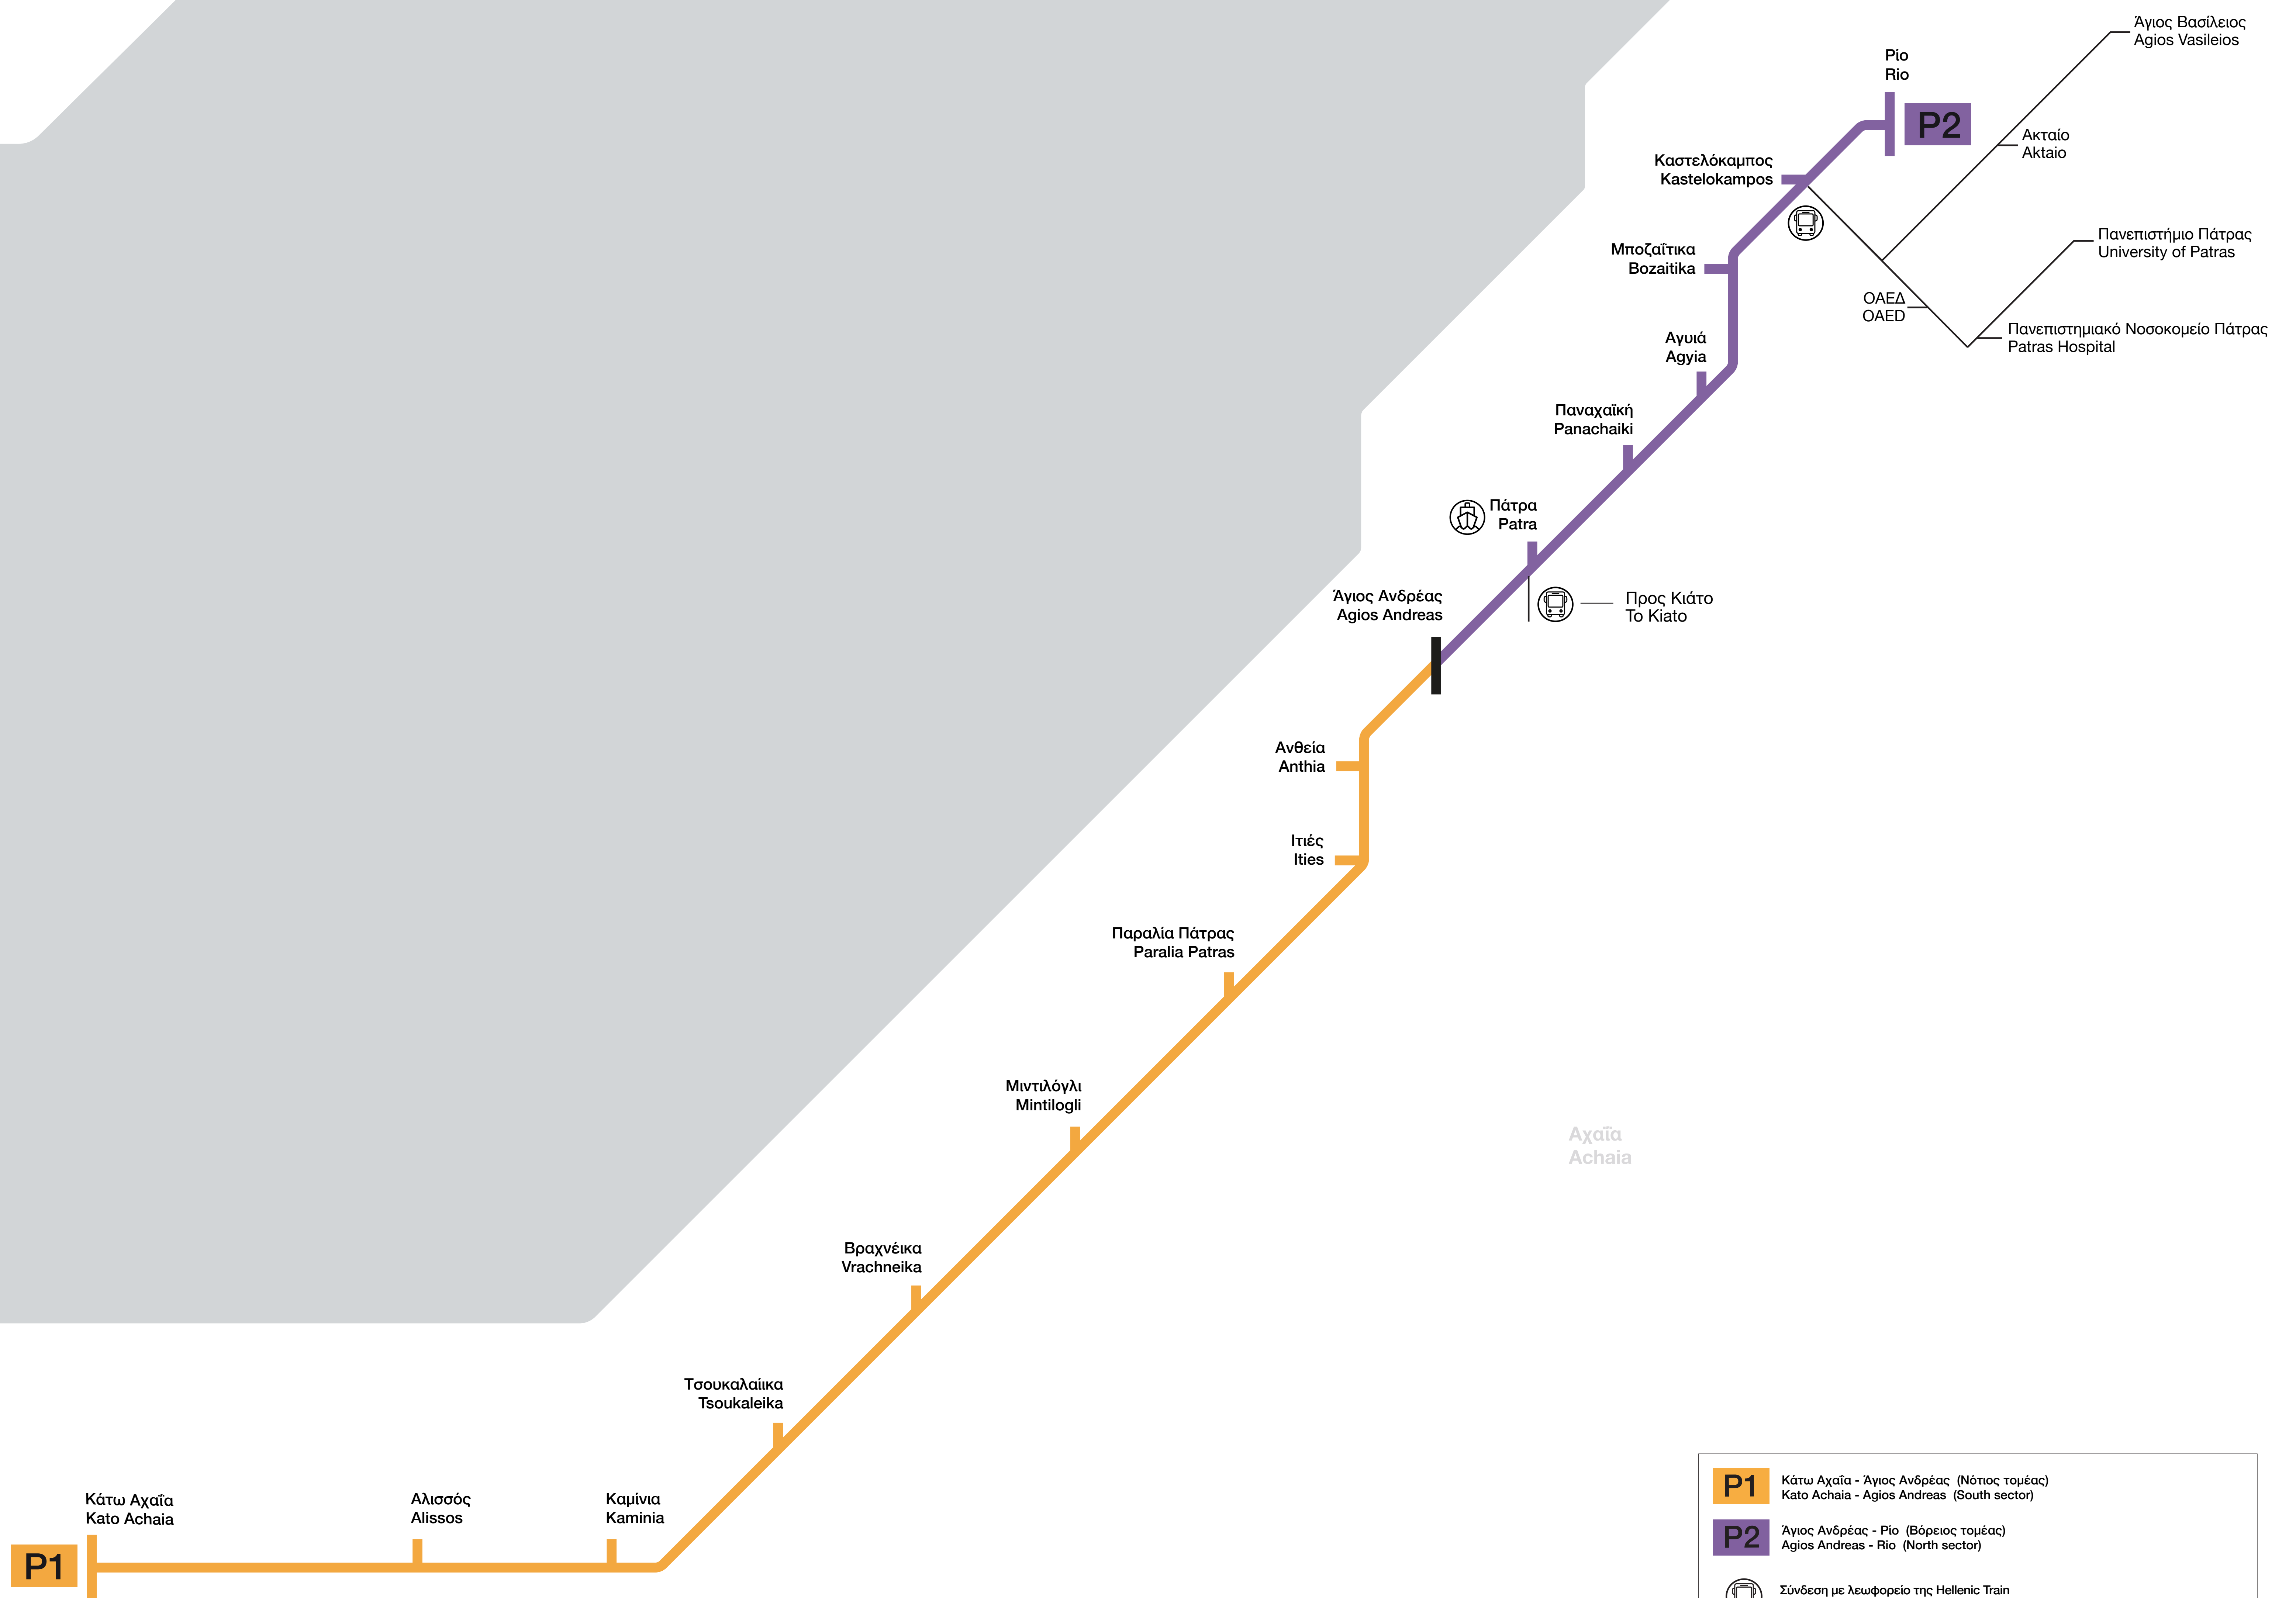 Άγιος Βασίλειος
Agios Vasileios
Ρίο
Rio
P2
Ακταίο
Aktaio
Καστελόκαμπος
Kastelokampos
Πανεπιστήμιο Πάτρας
University of Patras
Μποζαΐτικα
Bozaitika
ΟΑΕΔ
OAED
Πανεπιστημιακό Νοσοκομείο Πάτρας
Patras Hospital
Αγυιά
Agyia
Παναχαϊκή
Panachaiki
Πάτρα
Patra
Προς Κιάτο
To Kiato
Άγιος Ανδρέας
Agios Andreas
Ανθεία
Anthia
Ιτιές
Ities
Παραλία Πάτρας
Paralia Patras
Μιντιλόγλι
Mintilogli
Αχαΐα
Achaia
Βραχνέικα
Vrachneika
Τσουκαλαίικα
Tsoukaleika
Κάτω Αχαΐα
Kato Achaia
Αλισσός
Alissos
Καμίνια
Kaminia
P1
P1
Κάτω Αχαΐα - Άγιος Ανδρέας (Νότιος τομέας)
Kato Achaia - Agios Andreas (South sector)
P2
Άγιος Ανδρέας - Ρίο (Βόρειος τομέας)
Agios Andreas - Rio (North sector)
Σύνδεση με λεωφορείο της Hellenic Train